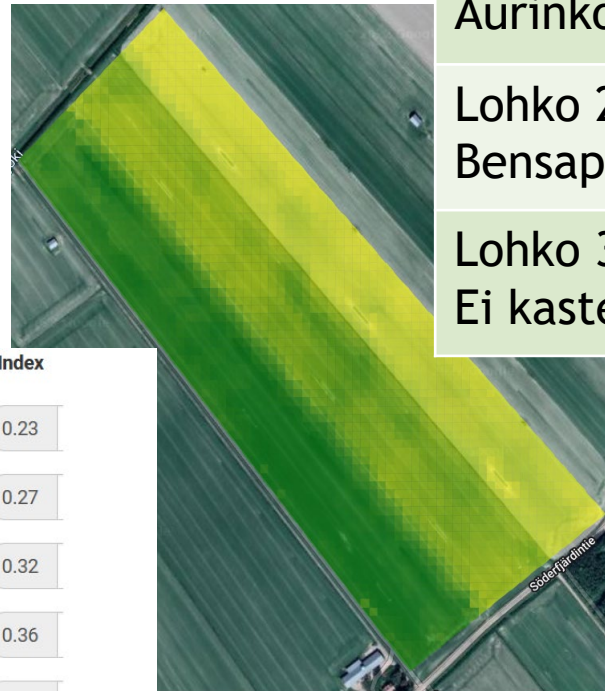 Aurinko
Lohko 2
Bensap
Lohko 3
Ei kaste
Index
0.23
0.27
0.32
0.36
Söderfjärdintie